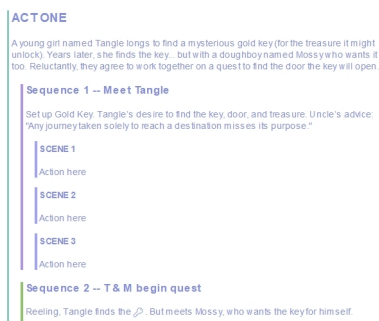 ACT ONE
A young girl named Tangle longs to find a mysterious gold key (for the treasure it might
unlock). Years later, she finds the key... but with a doughboy named Mossy who wants it
too. Reluctantly, they agree to work together on a quest to find the door the key will open.
Sequence 1 -- Meet Tangle
Set up Gold Key. Tangle's desire to find the key, door, and treasure. Uncle's advice:
"Any journey taken solely to reach a destination misses its purpose."
SCENE 1
Action here
SCENE 2
Action here
SCENE 3
Action here
Sequence 2 -- T & M begin quest
Reeling, Tangle finds the 🔑. But meets Mossy, who wants the key for himself.